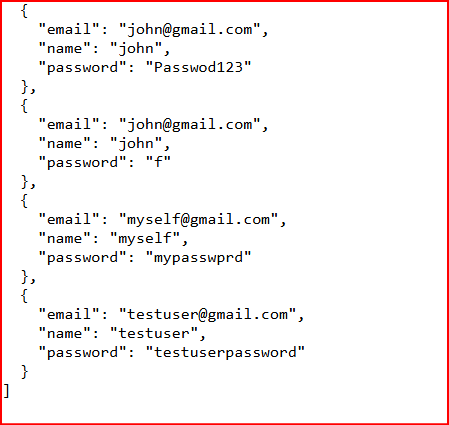 {
"email": "john@gmail.com",
"name": "john",
"password": "Passwod123"
},
{
"email": "john@gmail.com",
"name": "john",
"password": "f"
},
{
"email": "myself@gmail.com",
"name": "myself",
"password": "mypasswprd"
},
{
"email": "testuser@gmail.com",
"name": "testuser",
"password": "testuserpassword"
}
]